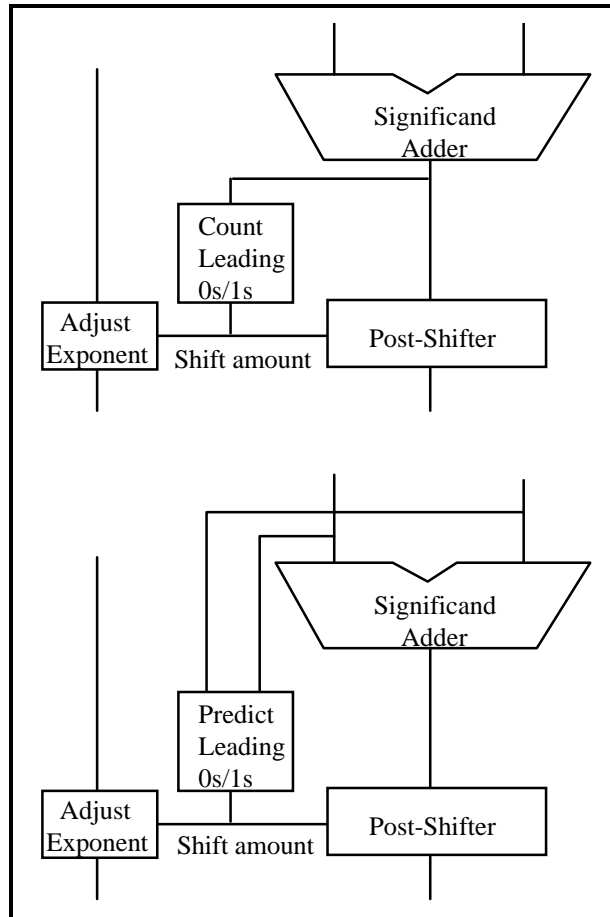 Significand
Adder
Count
Leading
0s/1s
Adjust
Exponent
Shift amount
Post-Shifter
Significand
Adder
Predict
Leading
0s/1s
Adjust
Exponent
Shift amount
Post-Shifter